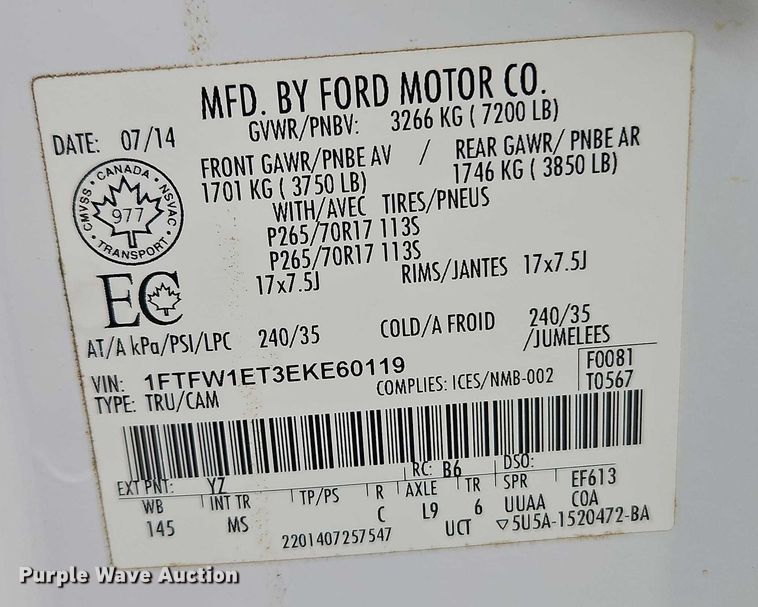 MFD. BY FORD MOTOR CO.
DATE: 07/14
GVWR/PNBV: 3266 KG ( 7200 LB)
FRONT GAWR/PNBE AV / REAR GAWR/ PNBE AR
1701 KG ( 3750 LB) 1746 KG ( 3850 LB)
WITH/AVEC TIRES/PNEUS
P265/70R17 113S
P265/70R17 113S
17x7.5J RIMS/JANTES 17x7.5J
CANADA
CMVSS NSVAC
977
TRANSPORT
EC
AT/A kPa/PSI/LPC 240/35 COLD/A FROID 240/35
/JUMELEES
VIN: 1FTFW1ET3EKE60119
COMPLIES: ICES/NMB-002
F0081
T0567
TYPE: TRU/CAM
EXT PNT: YZ RC: B6 DSO:
WB INT TR TP/PS R AXLE TR SPR EF613
145 MS C L9 6 UUAA COA
2201407257547 UCT ▽5U5A-1520472-BA
Purple Wave Auction